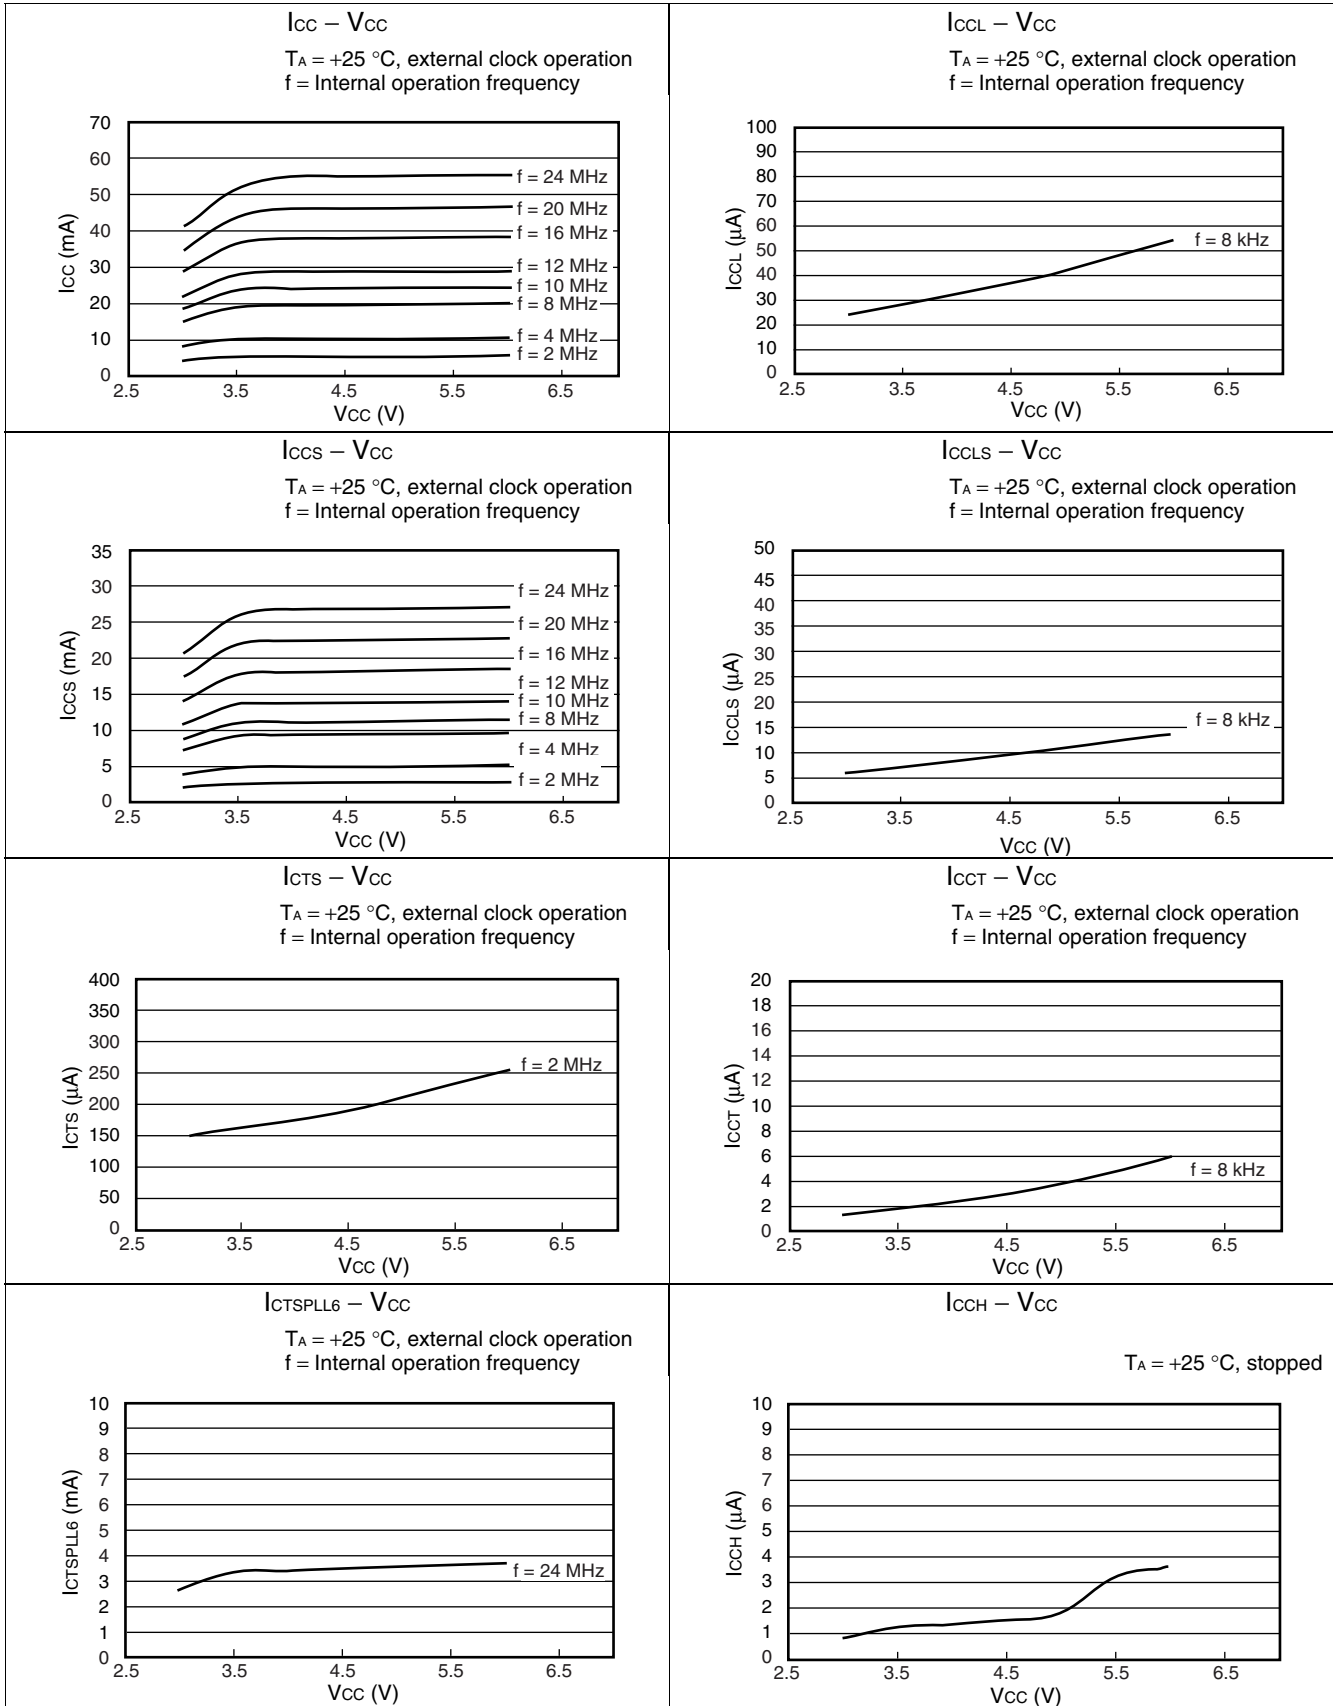 ICC – VCC
TA = +25 °C, external clock operation
f = Internal operation frequency
70
60
50
40
30
20
10
0
ICC (mA)
f = 24 MHz
f = 20 MHz
f = 16 MHz
f = 12 MHz
f = 10 MHz
f = 8 MHz
f = 4 MHz
f = 2 MHz
2.5 3.5 4.5 5.5 6.5
VCC (V)
ICCL – VCC
TA = +25 °C, external clock operation
f = Internal operation frequency
100
90
80
70
60
50
40
30
20
10
0
ICCL (µA)
f = 8 kHz
2.5 3.5 4.5 5.5 6.5
VCC (V)
ICCS – VCC
TA = +25 °C, external clock operation
f = Internal operation frequency
35
30
25
20
15
10
5
0
ICCS (mA)
f = 24 MHz
f = 20 MHz
f = 16 MHz
f = 12 MHz
f = 10 MHz
f = 8 MHz
f = 4 MHz
f = 2 MHz
2.5 3.5 4.5 5.5 6.5
VCC (V)
ICCLS – VCC
TA = +25 °C, external clock operation
f = Internal operation frequency
50
45
40
35
30
25
20
15
10
5
0
ICCLS (µA)
f = 8 kHz
2.5 3.5 4.5 5.5 6.5
VCC (V)
ICTS – VCC
TA = +25 °C, external clock operation
f = Internal operation frequency
400
350
300
250
200
150
100
50
0
ICTS (µA)
f = 2 MHz
2.5 3.5 4.5 5.5 6.5
VCC (V)
ICCT – VCC
TA = +25 °C, external clock operation
f = Internal operation frequency
20
18
16
14
12
10
8
6
4
2
0
ICCT (µA)
f = 8 kHz
2.5 3.5 4.5 5.5 6.5
VCC (V)
ICTSPLL6 – VCC
TA = +25 °C, external clock operation
f = Internal operation frequency
10
9
8
7
6
5
4
3
2
1
0
ICTSPLL6 (mA)
f = 24 MHz
2.5 3.5 4.5 5.5 6.5
VCC (V)
ICCH – VCC
TA = +25 °C, stopped
10
9
8
7
6
5
4
3
2
1
0
ICCH (µA)
2.5 3.5 4.5 5.5 6.5
VCC (V)